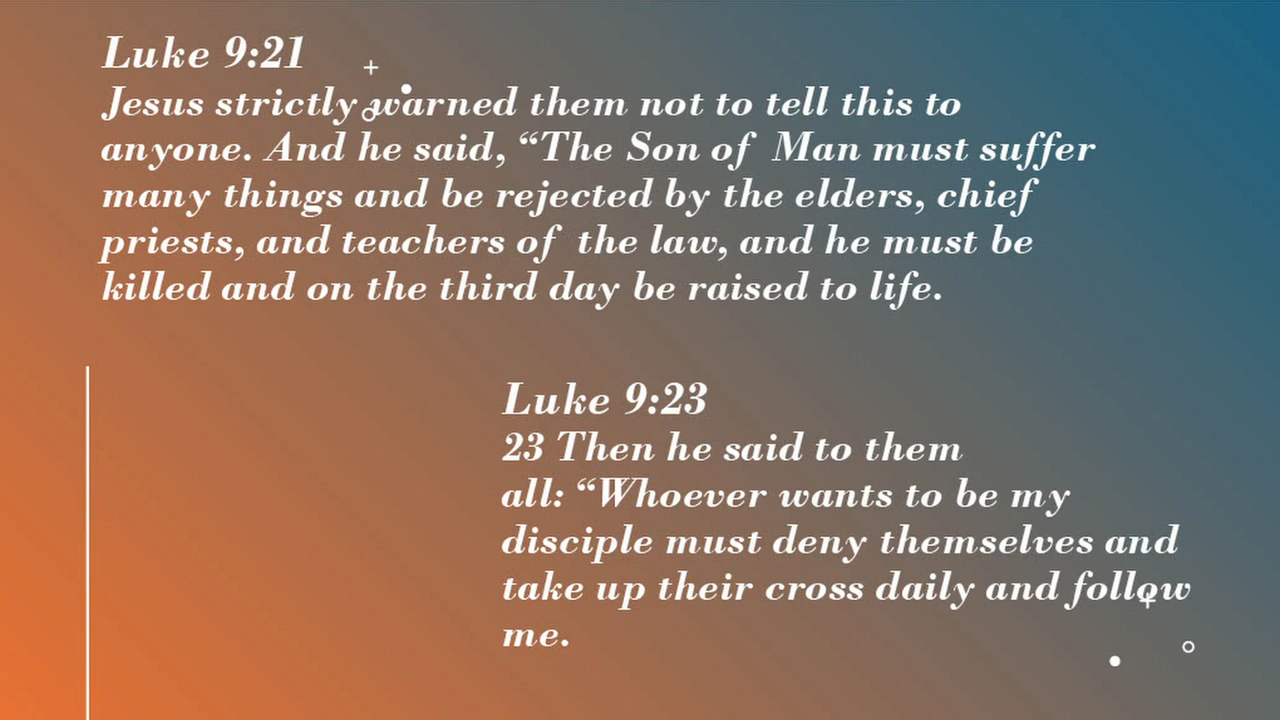 Luke 9:21
Jesus strictly warned them not to tell this to
anyone. And he said, “The Son of Man must suffer
many things and be rejected by the elders, chief
priests, and teachers of the law, and he must be
killed and on the third day be raised to life.
Luke 9:23
23 Then he said to them
all: “Whoever wants to be my
disciple must deny themselves and
take up their cross daily and follow
me.